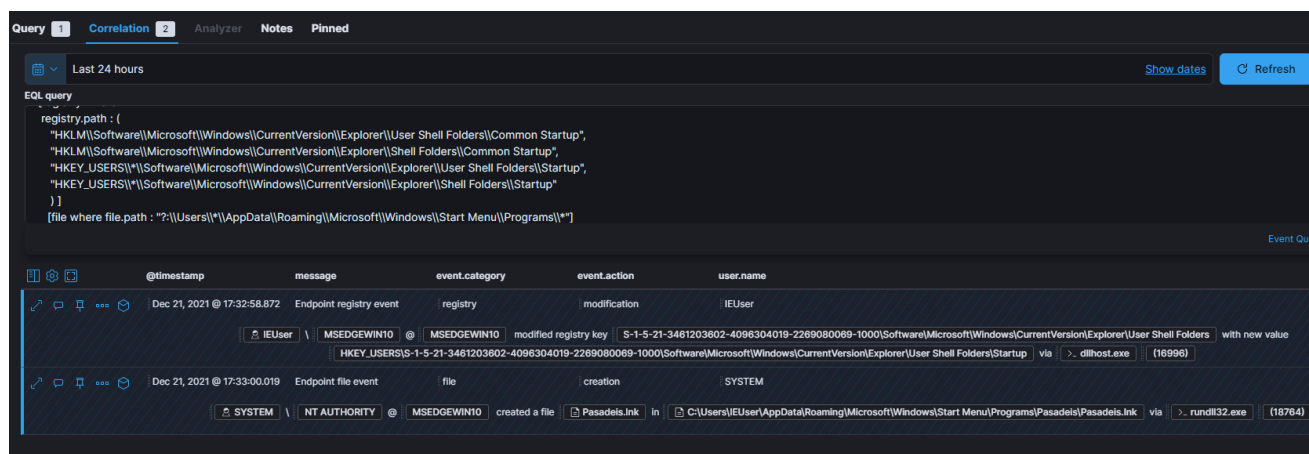 Query 1 Correlation 2 Analyzer Notes Pinned
Last 24 hours Show dates Refresh
EQL query
registry.path : (
"HKLM\\Software\\Microsoft\\Windows\\CurrentVersion\\Explorer\\User Shell Folders\\Common Startup",
"HKLM\\Software\\Microsoft\\Windows\\CurrentVersion\\Explorer\\Shell Folders\\Common Startup",
"HKEY_USERS\\*\\Software\\Microsoft\\Windows\\CurrentVersion\\Explorer\\User Shell Folders\\Startup",
"HKEY_USERS\\*\\Software\\Microsoft\\Windows\\CurrentVersion\\Explorer\\Shell Folders\\Startup"
) ]
[file where file.path : "?:\\Users\\*\\AppData\\Roaming\\Microsoft\\Windows\\Start Menu\\Programs\\*"]
Event Qu
@timestamp message event.category event.action user.name
Dec 21, 2021 @ 17:32:58.872 Endpoint registry event registry modification IEUser
IEUser \ MSEDGEWIN10 @ MSEDGEWIN10 modified registry key S-1-5-21-3461203602-4096304019-2269080069-1000\Software\Microsoft\Windows\CurrentVersion\Explorer\User Shell Folders with new value
HKEY_USERS\S-1-5-21-3461203602-4096304019-2269080069-1000\Software\Microsoft\Windows\CurrentVersion\Explorer\User Shell Folders\Startup via >_ dllhost.exe (16996)
Dec 21, 2021 @ 17:33:00.019 Endpoint file event file creation SYSTEM
SYSTEM \ NT AUTHORITY @ MSEDGEWIN10 created a file Pasadeis.lnk in C:\Users\IEUser\AppData\Roaming\Microsoft\Windows\Start Menu\Programs\Pasadeis\Pasadeis.lnk via >_ rundll32.exe (18764)